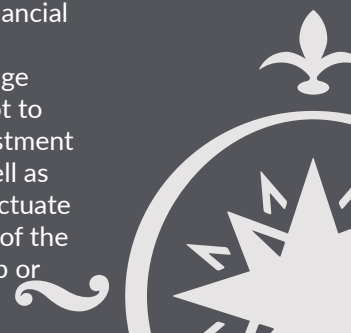 ancial
ge
t to
stment
ell as
ctuate
of the
o or